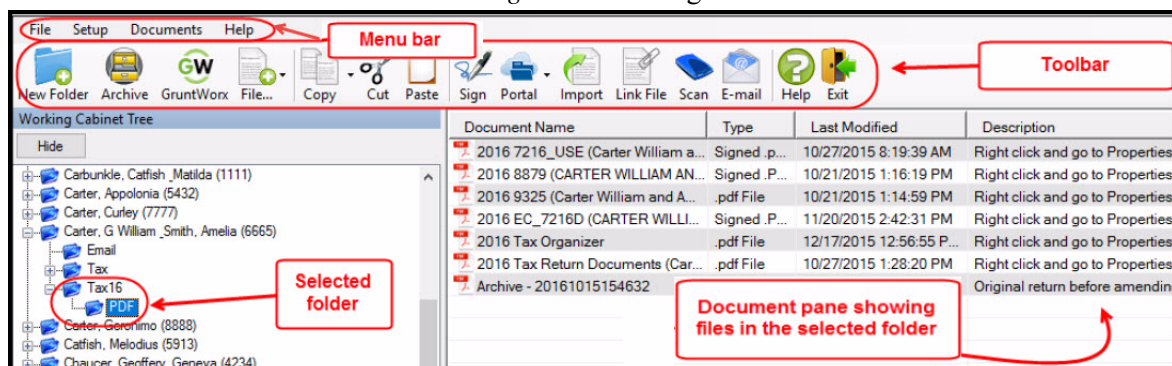 File Setup Documents Help
Menu bar
Toolbar
New Folder Archive GruntWorx File... Copy Cut Paste Sign Portal Import Link File Scan E-mail Help Exit
Working Cabinet Tree
Hide
Document Name Type Last Modified Description
2016 7216_USE (Carter William a... Signed .p... 10/27/2015 8:19:39 AM Right click and go to Properties
2016 8879 (CARTER WILLIAM AN... Signed .P... 10/21/2015 1:16:19 PM Right click and go to Properties
2016 9325 (Carter William and A... .pdf File 10/21/2015 1:14:59 PM Right click and go to Properties
2016 EC_7216D (CARTER WILLI... Signed .P... 11/20/2015 2:42:31 PM Right click and go to Properties
2016 Tax Organizer .pdf File 12/17/2015 12:56:55 P... Right click and go to Properties
2016 Tax Return Documents (Car... .pdf File 10/27/2015 1:28:20 PM Right click and go to Properties
Archive - 20161015154632 Original return before amending
Carbunkle, Catfish _Matilda (1111)
Carter, Appolonia (5432)
Carter, Curley (7777)
Carter, G William _Smith, Amelia (6665)
Email
Tax
Tax16
PDF
Carter, Geronimo (8888)
Catfish, Melodius (5913)
Chaucer, Geoffery, Geneva (4234)
Selected
folder
Document pane showing
files in the selected folder